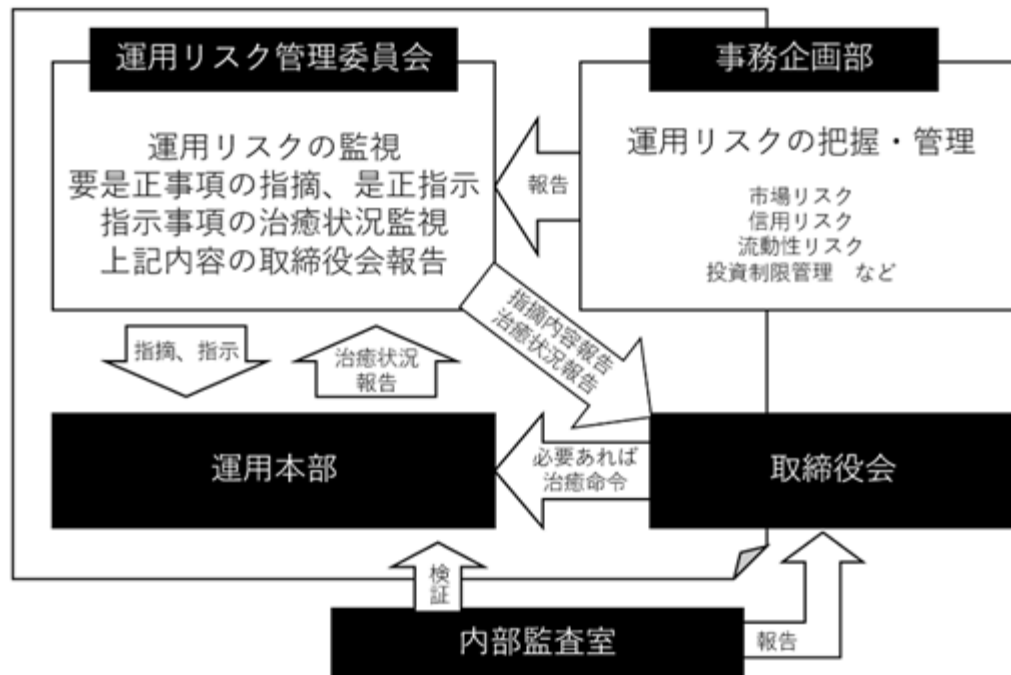 運用リスク管理委員会
運用リスクの監視
要是正事項の指摘、是正指示
指示事項の治癒状況監視
上記内容の取締役会報告
事務企画部
運用リスクの把握・管理
市場リスク
信用リスク
流動性リスク
投資制限管理　など
報告
指摘内容報告
治癒状況報告
指摘、指示
治癒状況
報告
運用本部
必要あれば
治癒命令
取締役会
検証
内部監査室
報告